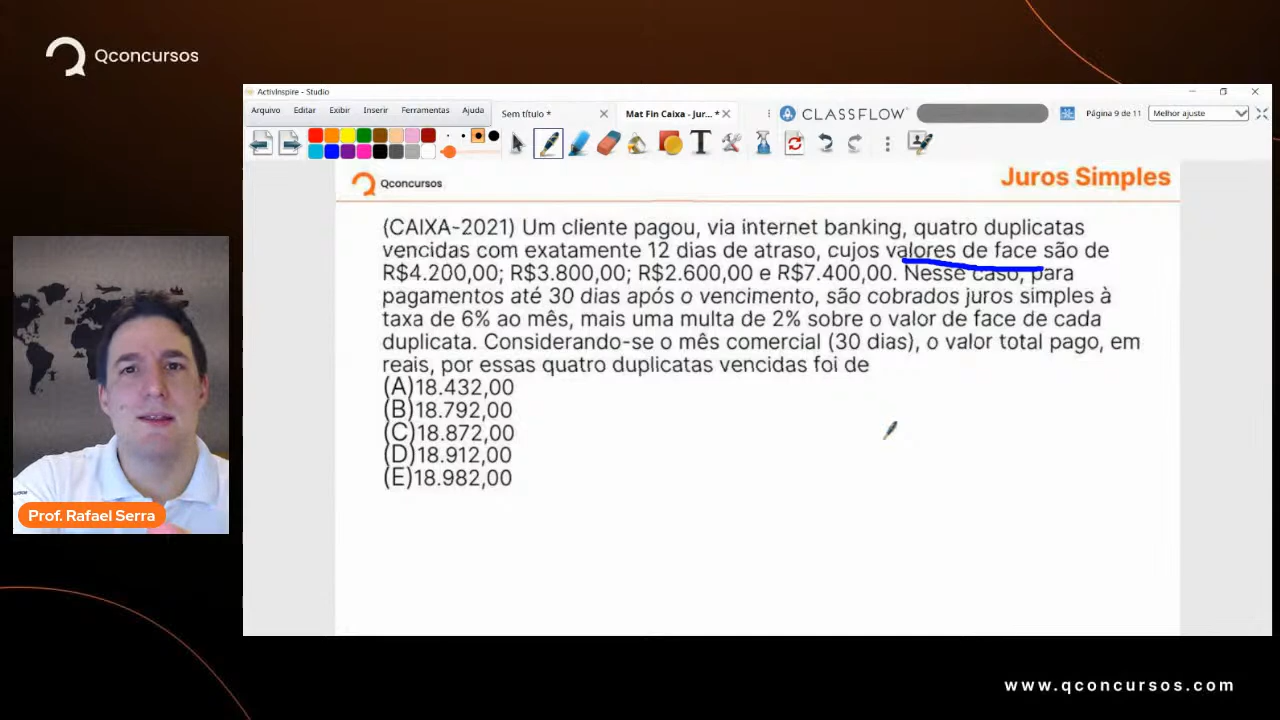 Qconcursos
ActivInspire - Studio
Arquivo Editar Exibir Inserir Ferramentas Ajuda
Sem título *
Mat Fin Caixa - Jur... *
CLASSFLOW
Página 9 de 11
Melhor ajuste
Qconcursos
Juros Simples
(CAIXA-2021) Um cliente pagou, via internet banking, quatro duplicatas
vencidas com exatamente 12 dias de atraso, cujos valores de face são de
R$4.200,00; R$3.800,00; R$2.600,00 e R$7.400,00. Nesse caso, para
pagamentos até 30 dias após o vencimento, são cobrados juros simples à
taxa de 6% ao mês, mais uma multa de 2% sobre o valor de face de cada
duplicata. Considerando-se o mês comercial (30 dias), o valor total pago, em
reais, por essas quatro duplicatas vencidas foi de
(A)18.432,00
(B)18.792,00
(C)18.872,00
(D)18.912,00
(E)18.982,00
Prof. Rafael Serra
www.qconcursos.com